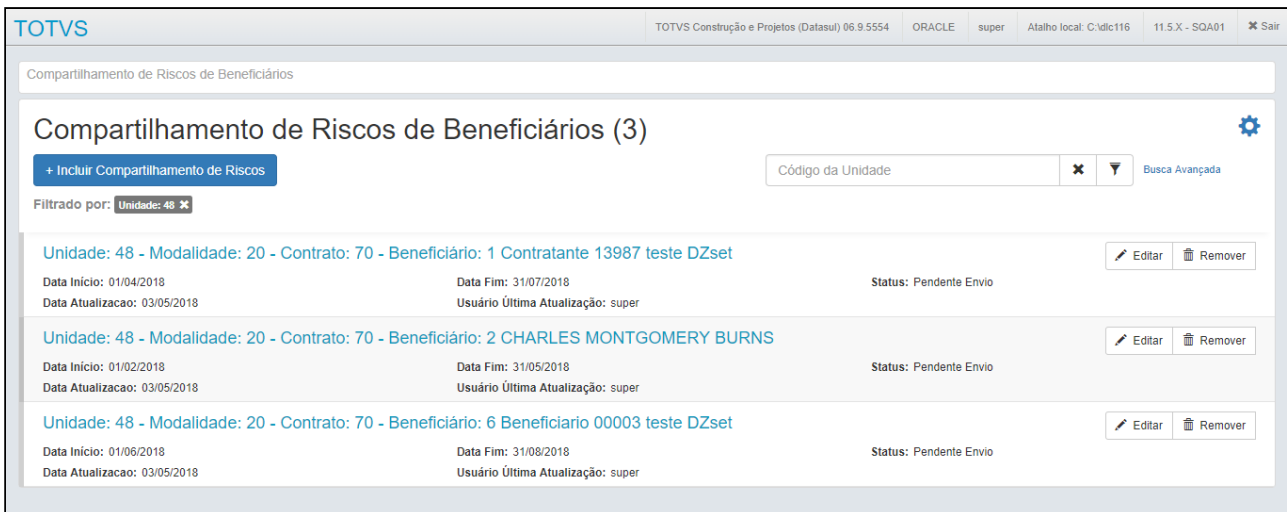 TOTVS TOTVS Construção e Projetos (Datasul) 06.9.5554 ORACLE super Atalho local: C:\dlc116 11.5.X - SQA01 ✖ Sair
Compartilhamento de Riscos de Beneficiários
Compartilhamento de Riscos de Beneficiários (3)
+ Incluir Compartilhamento de Riscos Código da Unidade Busca Avançada
Filtrado por: Unidade: 48 ✖
Unidade: 48 - Modalidade: 20 - Contrato: 70 - Beneficiário: 1 Contratante 13987 teste DZset Editar Remover
Data Início: 01/04/2018 Data Fim: 31/07/2018 Status: Pendente Envio
Data Atualizacao: 03/05/2018 Usuário Última Atualização: super
Unidade: 48 - Modalidade: 20 - Contrato: 70 - Beneficiário: 2 CHARLES MONTGOMERY BURNS Editar Remover
Data Início: 01/02/2018 Data Fim: 31/05/2018 Status: Pendente Envio
Data Atualizacao: 03/05/2018 Usuário Última Atualização: super
Unidade: 48 - Modalidade: 20 - Contrato: 70 - Beneficiário: 6 Beneficiario 00003 teste DZset Editar Remover
Data Início: 01/06/2018 Data Fim: 31/08/2018 Status: Pendente Envio
Data Atualizacao: 03/05/2018 Usuário Última Atualização: super